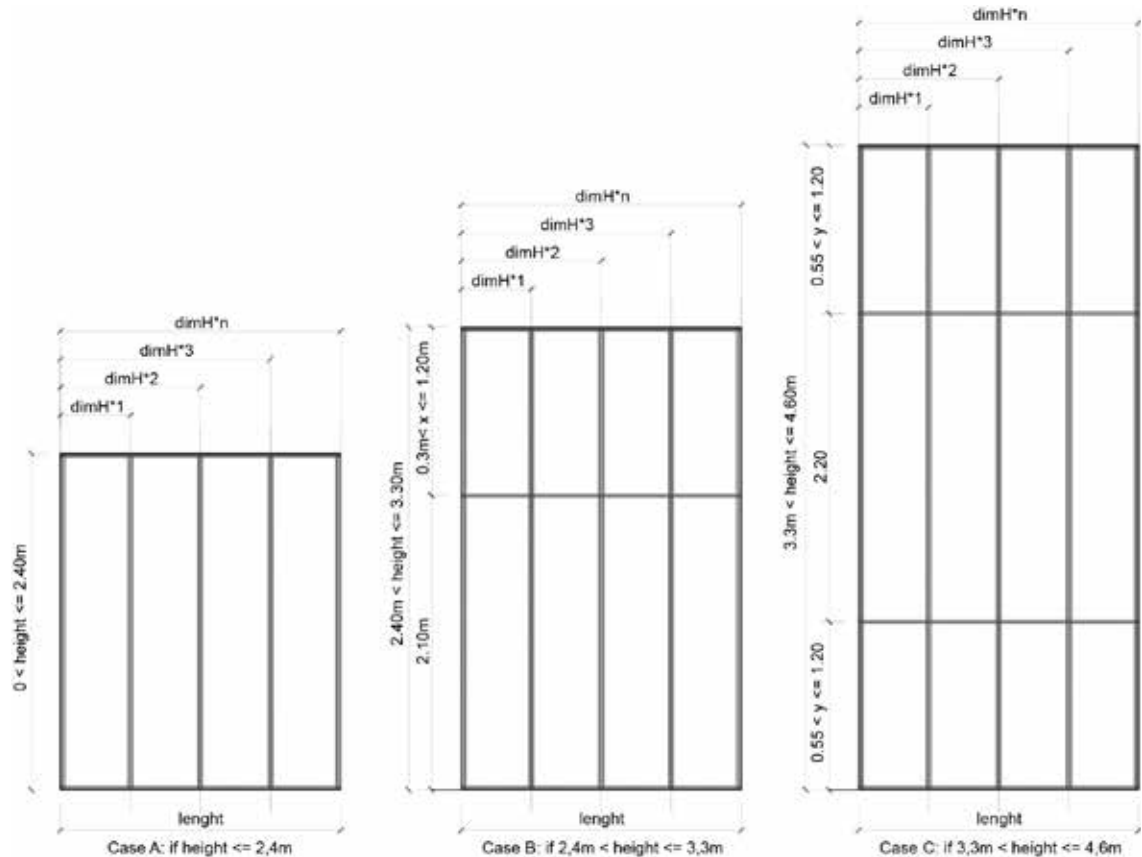 dimH*n
dimH*3
dimH*2
dimH*1
0 < height <= 2.40m
lenght
Case A: if height <= 2,4m
dimH*n
dimH*3
dimH*2
dimH*1
2.40m < height <= 3.30m
0.3m< x <= 1.20m
2.10m
lenght
Case B: if 2,4m < height <= 3,3m
dimH*n
dimH*3
dimH*2
dimH*1
3.3m < height <= 4.60m
0.55 < y <= 1.20
2.20
0.55 < y <= 1.20
lenght
Case C: if 3,3m < height <= 4,6m